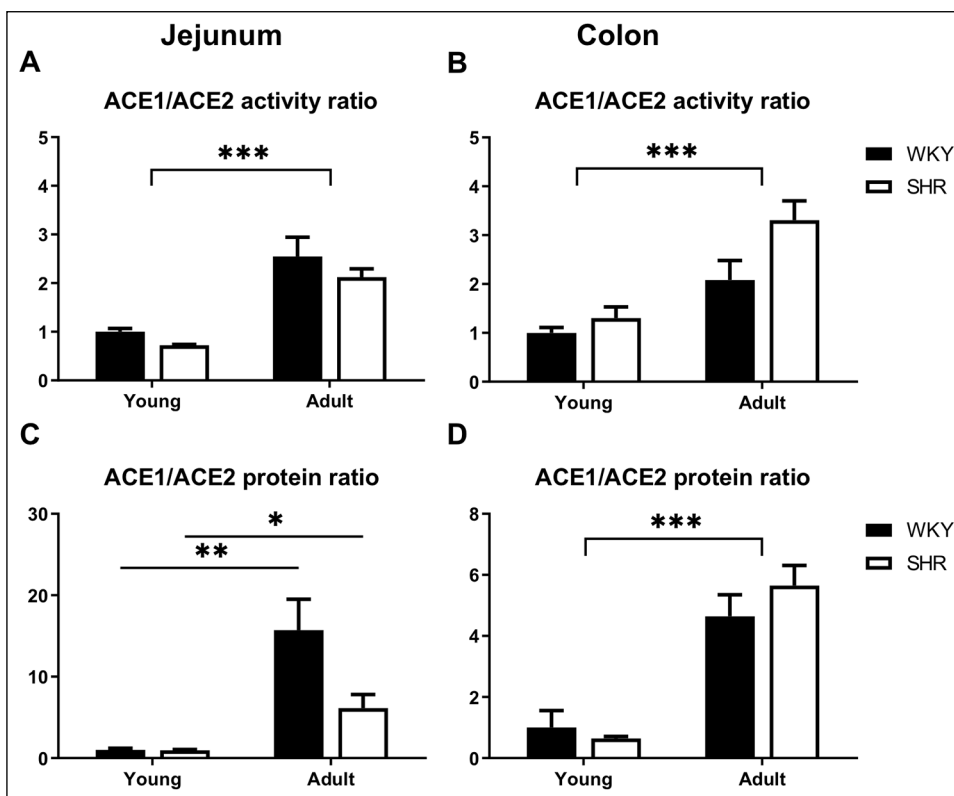 Jejunum
Colon
A
B
ACE1/ACE2 activity ratio
ACE1/ACE2 activity ratio
5
4
3
2
1
0
***
Young
Adult
5
4
3
2
1
0
***
Young
Adult
WKY
SHR
C
D
ACE1/ACE2 protein ratio
ACE1/ACE2 protein ratio
30
20
10
0
*
**
Young
Adult
8
6
4
2
0
***
Young
Adult
WKY
SHR